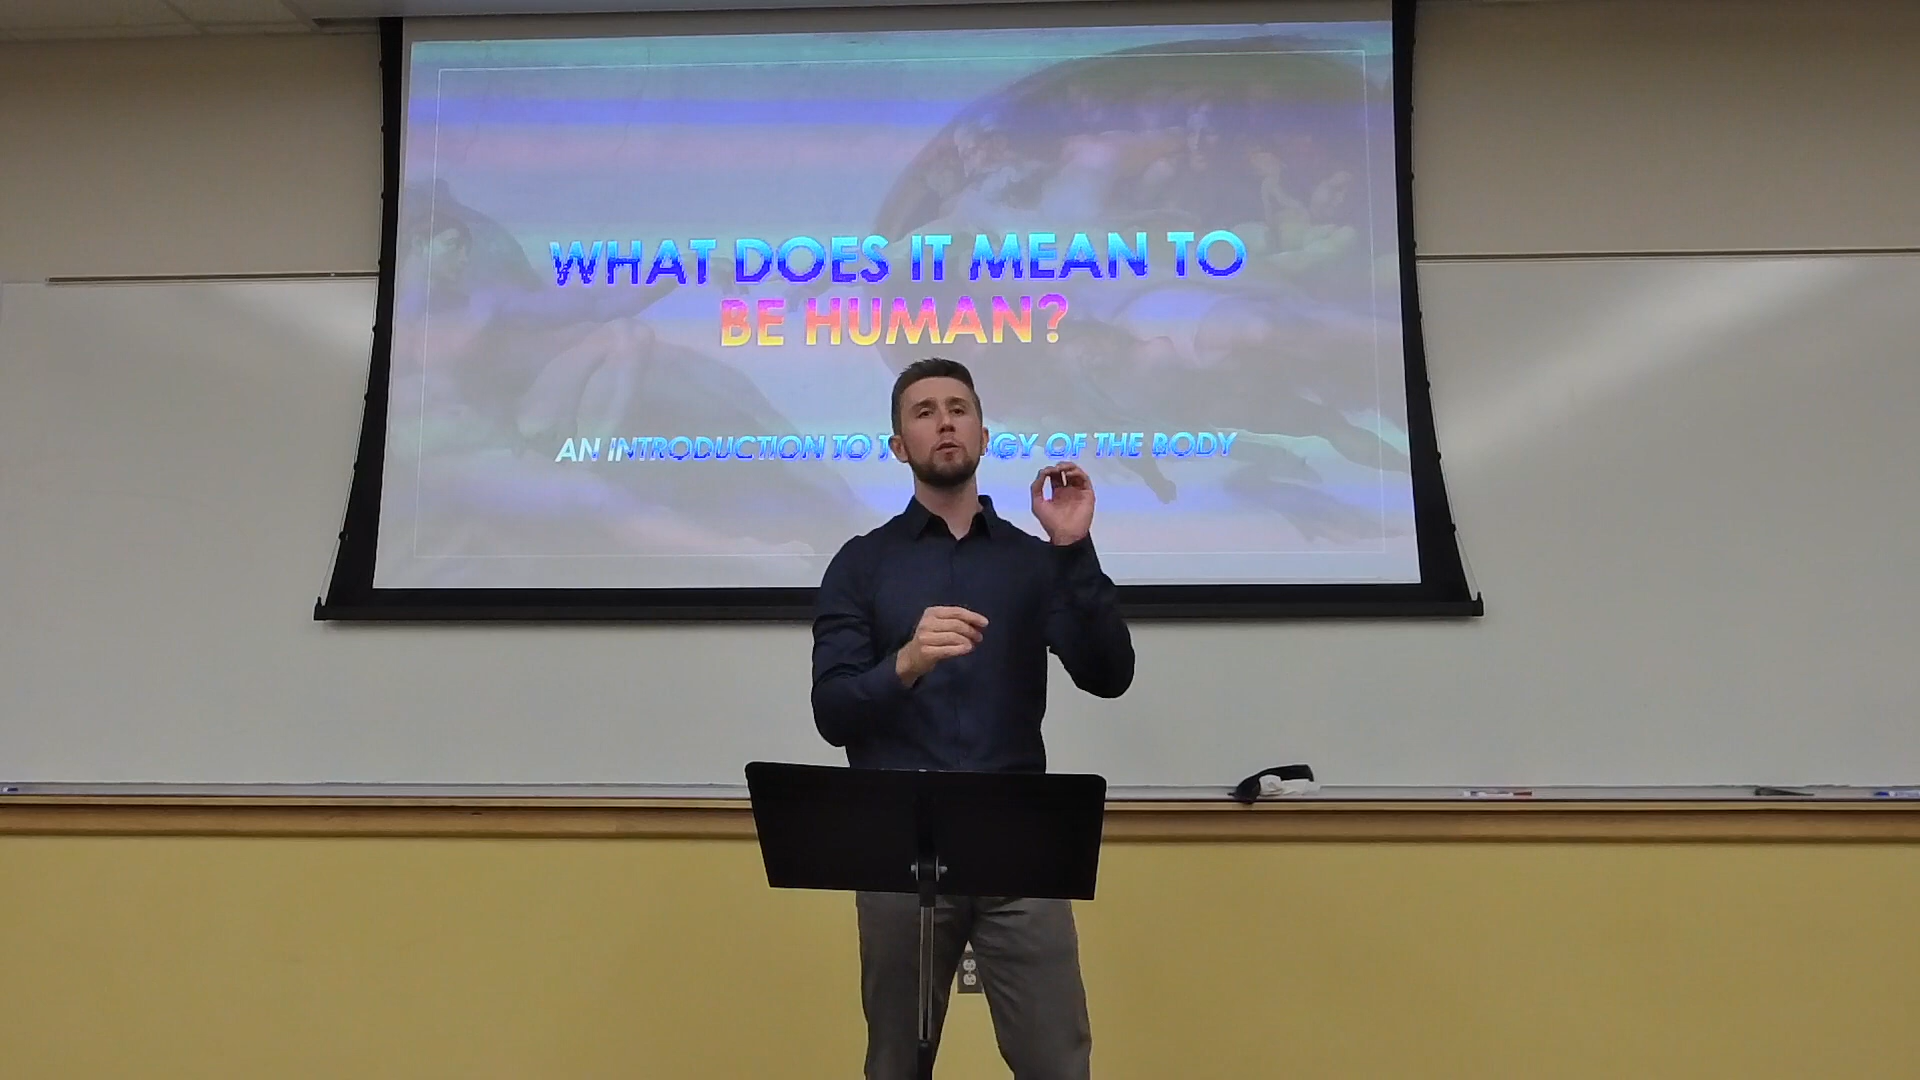 WHAT DOES IT MEAN TO
BE HUMAN?
AN INTRODUCTION TO OF THE BODY